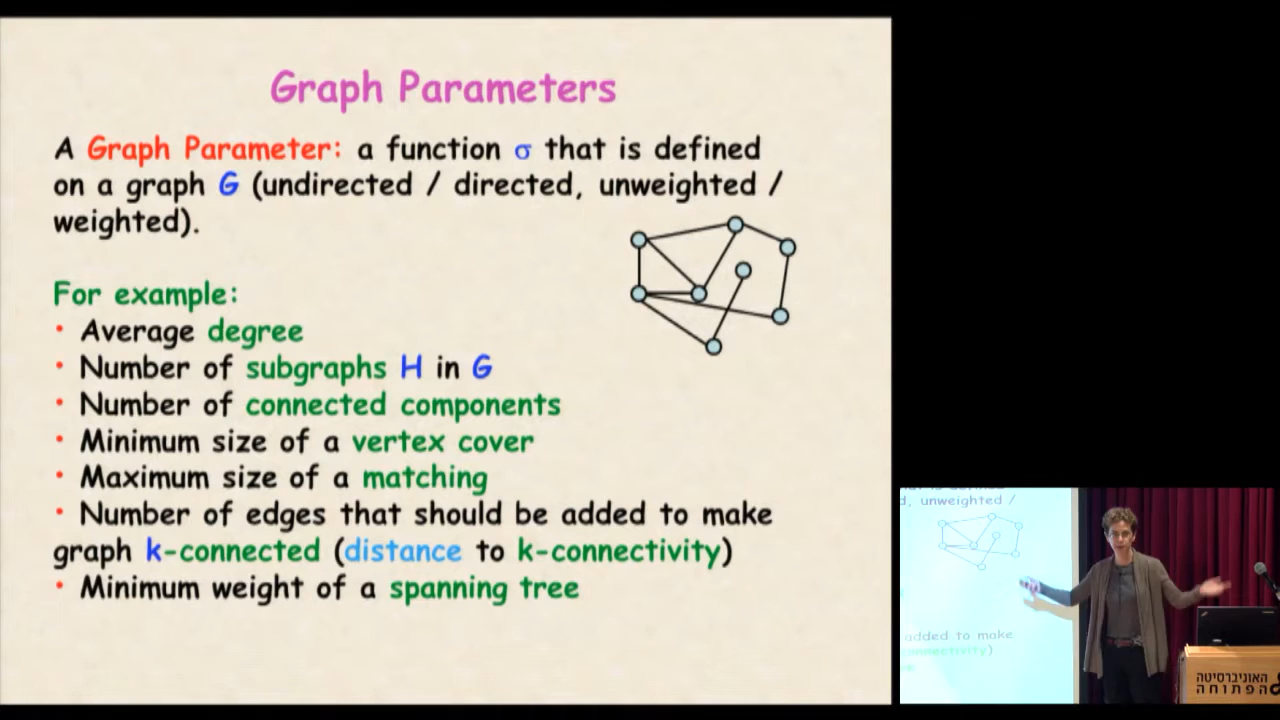 Graph Parameters
A Graph Parameter: a function σ that is defined
on a graph G (undirected / directed, unweighted /
weighted).
For example:
• Average degree
• Number of subgraphs H in G
• Number of connected components
• Minimum size of a vertex cover
• Maximum size of a matching
• Number of edges that should be added to make
graph k-connected (distance to k-connectivity)
• Minimum weight of a spanning tree
d, unweighted /
added to make
onnectivity)
האוניברסיטה
הפתוחה